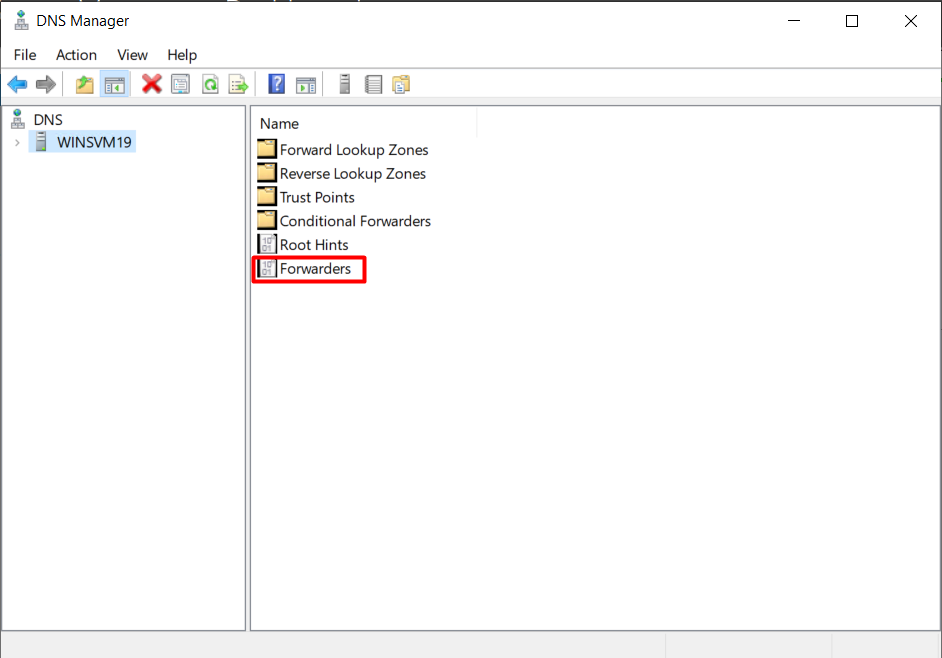 DNS Manager
File Action View Help
DNS
WINSVM19
Name
Forward Lookup Zones
Reverse Lookup Zones
Trust Points
Conditional Forwarders
Root Hints
Forwarders